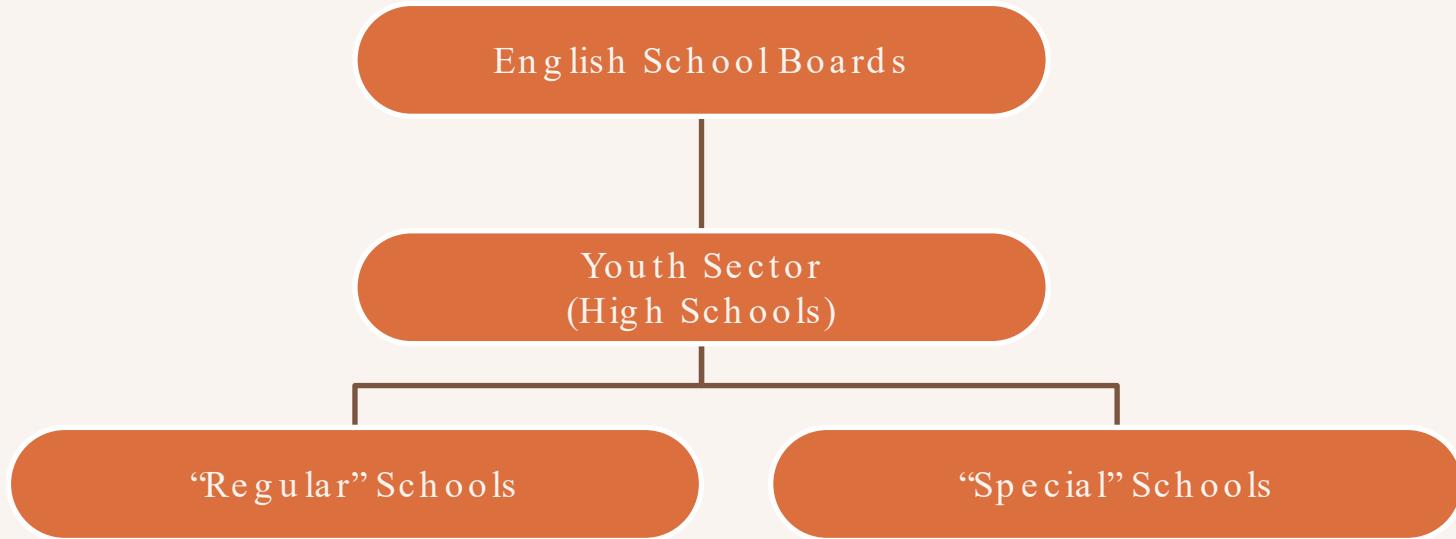 English School Boards
Youth Sector
(High Schools)
“Regular” Schools
“Special” Schools